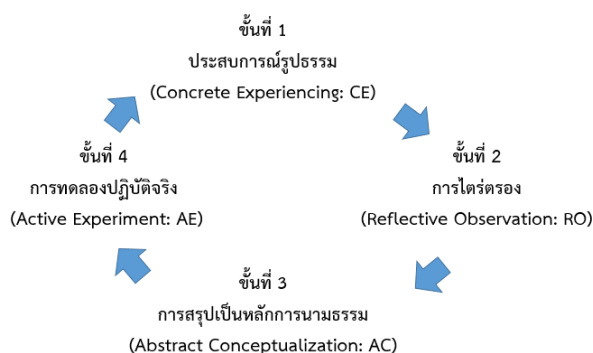 ขั้นที่ 1
ประสบการณ์รูปธรรม
(Concrete Experiencing: CE)
ขั้นที่ 2
การไตร่ตรอง
(Reflective Observation: RO)
ขั้นที่ 3
การสรุปเป็นหลักการนามธรรม
(Abstract Conceptualization: AC)
ขั้นที่ 4
การทดลองปฏิบัติจริง
(Active Experiment: AE)